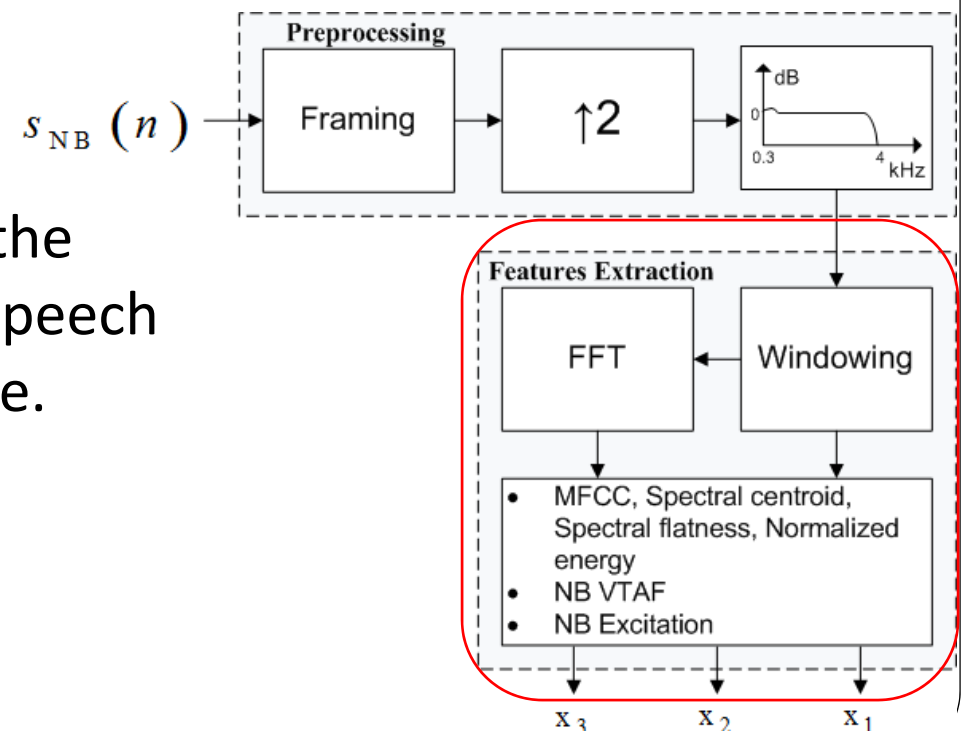 Preprocessing
s NB (n)
Framing
↑2
dB
0
0.3
4
kHz
the
peech
e.
Features Extraction
FFT
Windowing
• MFCC, Spectral centroid,
Spectral flatness, Normalized
energy
• NB VTAF
• NB Excitation
x 3
x 2
x 1